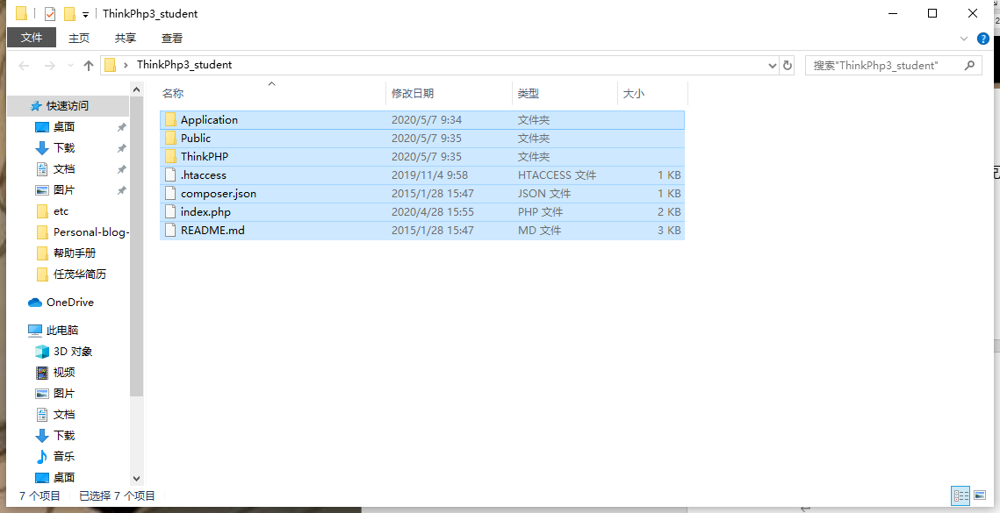 ThinkPhp3_student
文件 主页 共享 查看
ThinkPhp3_student 搜索"ThinkPhp3_student"
名称 修改日期 类型 大小
快速访问
桌面
下载
文档
图片
etc
Personal-blog-
帮助手册
任茂华简历
OneDrive
此电脑
3D 对象
视频
图片
文档
下载
音乐
桌面
Application 2020/5/7 9:34 文件夹
Public 2020/5/7 9:35 文件夹
ThinkPHP 2020/5/7 9:35 文件夹
.htaccess 2019/11/4 9:58 HTACCESS 文件 1 KB
composer.json 2015/1/28 15:47 JSON 文件 1 KB
index.php 2020/4/28 15:55 PHP 文件 2 KB
README.md 2015/1/28 15:47 MD 文件 3 KB
7 个项目 已选择 7 个项目